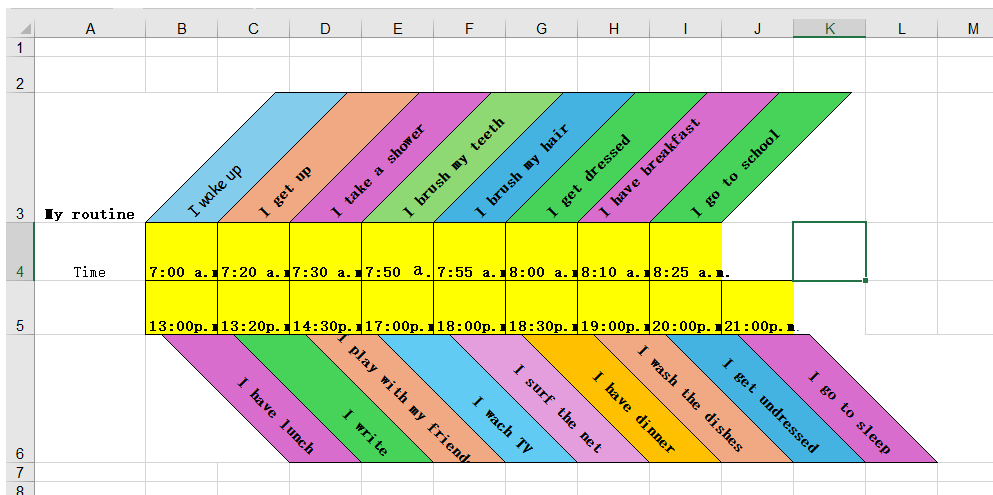 A B C D E F G H I J K L M
1
2
I wake up
I get up
I take a shower
I brush my teeth
I brush my hair
I get dressed
I have breakfast
I go to school
3 My routine
4 Time 7:00 a. 7:20 a. 7:30 a. 7:50 a. 7:55 a. 8:00 a. 8:10 a. 8:25 a.m.
5 13:00p. 13:20p. 14:30p. 17:00p. 18:00p. 18:30p. 19:00p. 20:00p. 21:00p.
I have lunch
I write
I play with my friend
I wach TV
I surf the net
I have dinner
I wash the dishes
I get undressed
I go to sleep
6
7
8